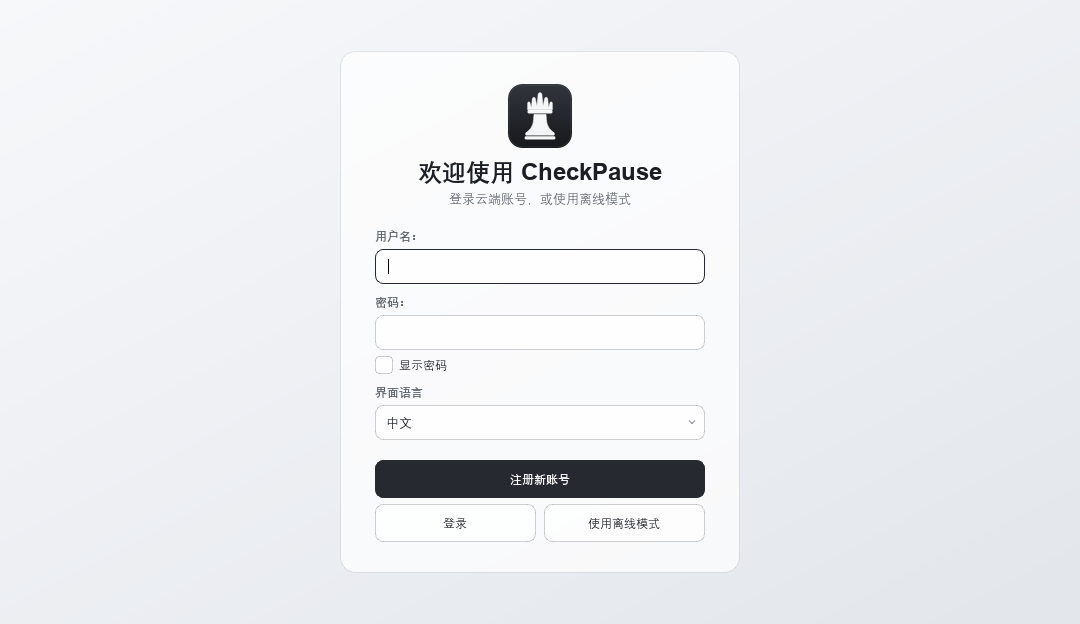 欢迎使用 CheckPause
登录云端账号，或使用离线模式
用户名：
密码：
显示密码
界面语言
中文
注册新账号
登录
使用离线模式